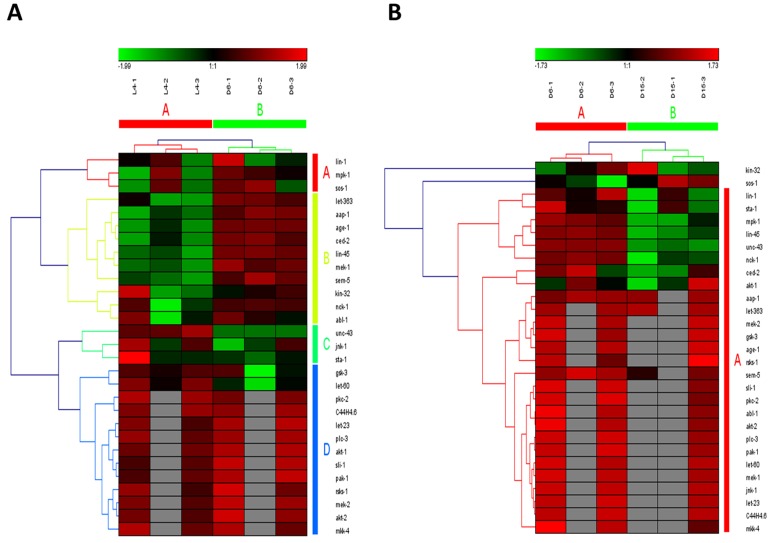 A
-1.99 1:1 1.99
L4-1 L4-2 L4-3 D6-1 D6-2 D6-3
A B
lin-1
mpk-1
sos-1
let-363
aap-1
age-1
ced-2
lin-45
mek-1
sem-5
kin-32
nck-1
abl-1
unc-43
jnk-1
sta-1
gsk-3
let-60
pkc-2
C44H4.6
let-23
plc-3
akt-1
sli-1
pak-1
rsks-1
mek-2
akt-2
mkk-4
A
B
C
D
B
-1.73 1:1 1.73
D6-1 D6-2 D6-3 D15-2 D15-1 D15-3
A B
kin-32
sos-1
lin-1
sta-1
mpk-1
lin-45
unc-43
nck-1
ced-2
akt-1
aap-1
let-363
mek-2
gsk-3
age-1
rsks-1
sem-5
sli-1
pkc-2
abl-1
akt-2
plc-3
pak-1
let-60
mek-1
jnk-1
let-23
C44H4.6
mkk-4
A